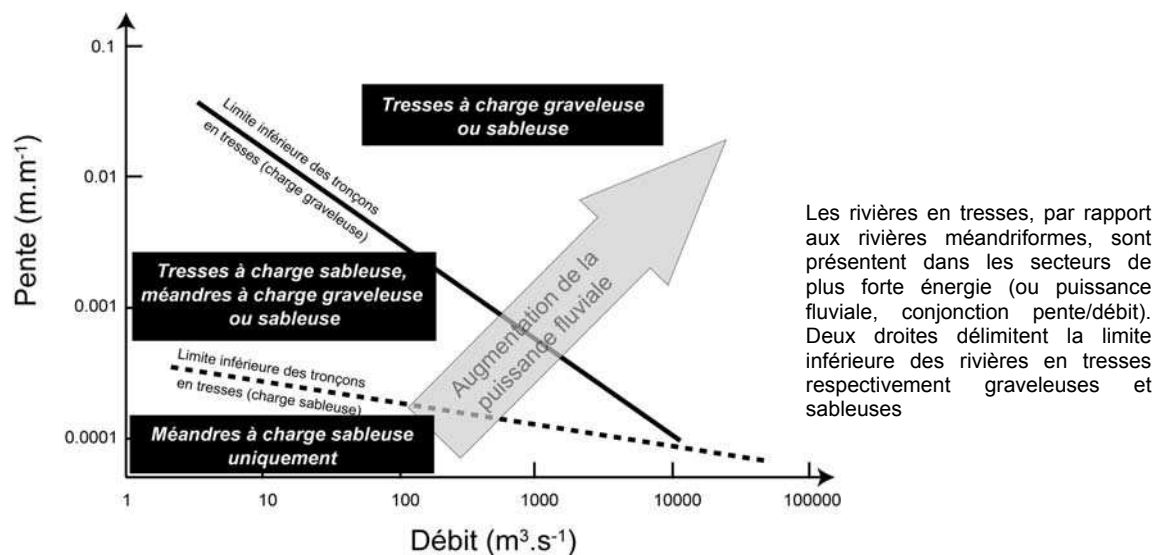 0.1
0.01
0.001
0.0001
Pente (m.m-1)
1
10
100
1000
10000
100000
Débit (m3.s-1)
Tresses à charge graveleuse
ou sableuse
Limite inférieure des tronçons
en tresses (charge graveleuse)
Tresses à charge sableuse,
méandres à charge graveleuse
ou sableuse
Limite inférieure des tronçons
en tresses (charge sableuse)
Méandres à charge sableuse
uniquement
Augmentation de la
puissance fluviale
Les rivières en tresses, par rapport
aux rivières méandriformes, sont
présentent dans les secteurs de
plus forte énergie (ou puissance
fluviale, conjonction pente/débit).
Deux droites délimitent la limite
inférieure des rivières en tresses
respectivement graveleuses et
sableuses